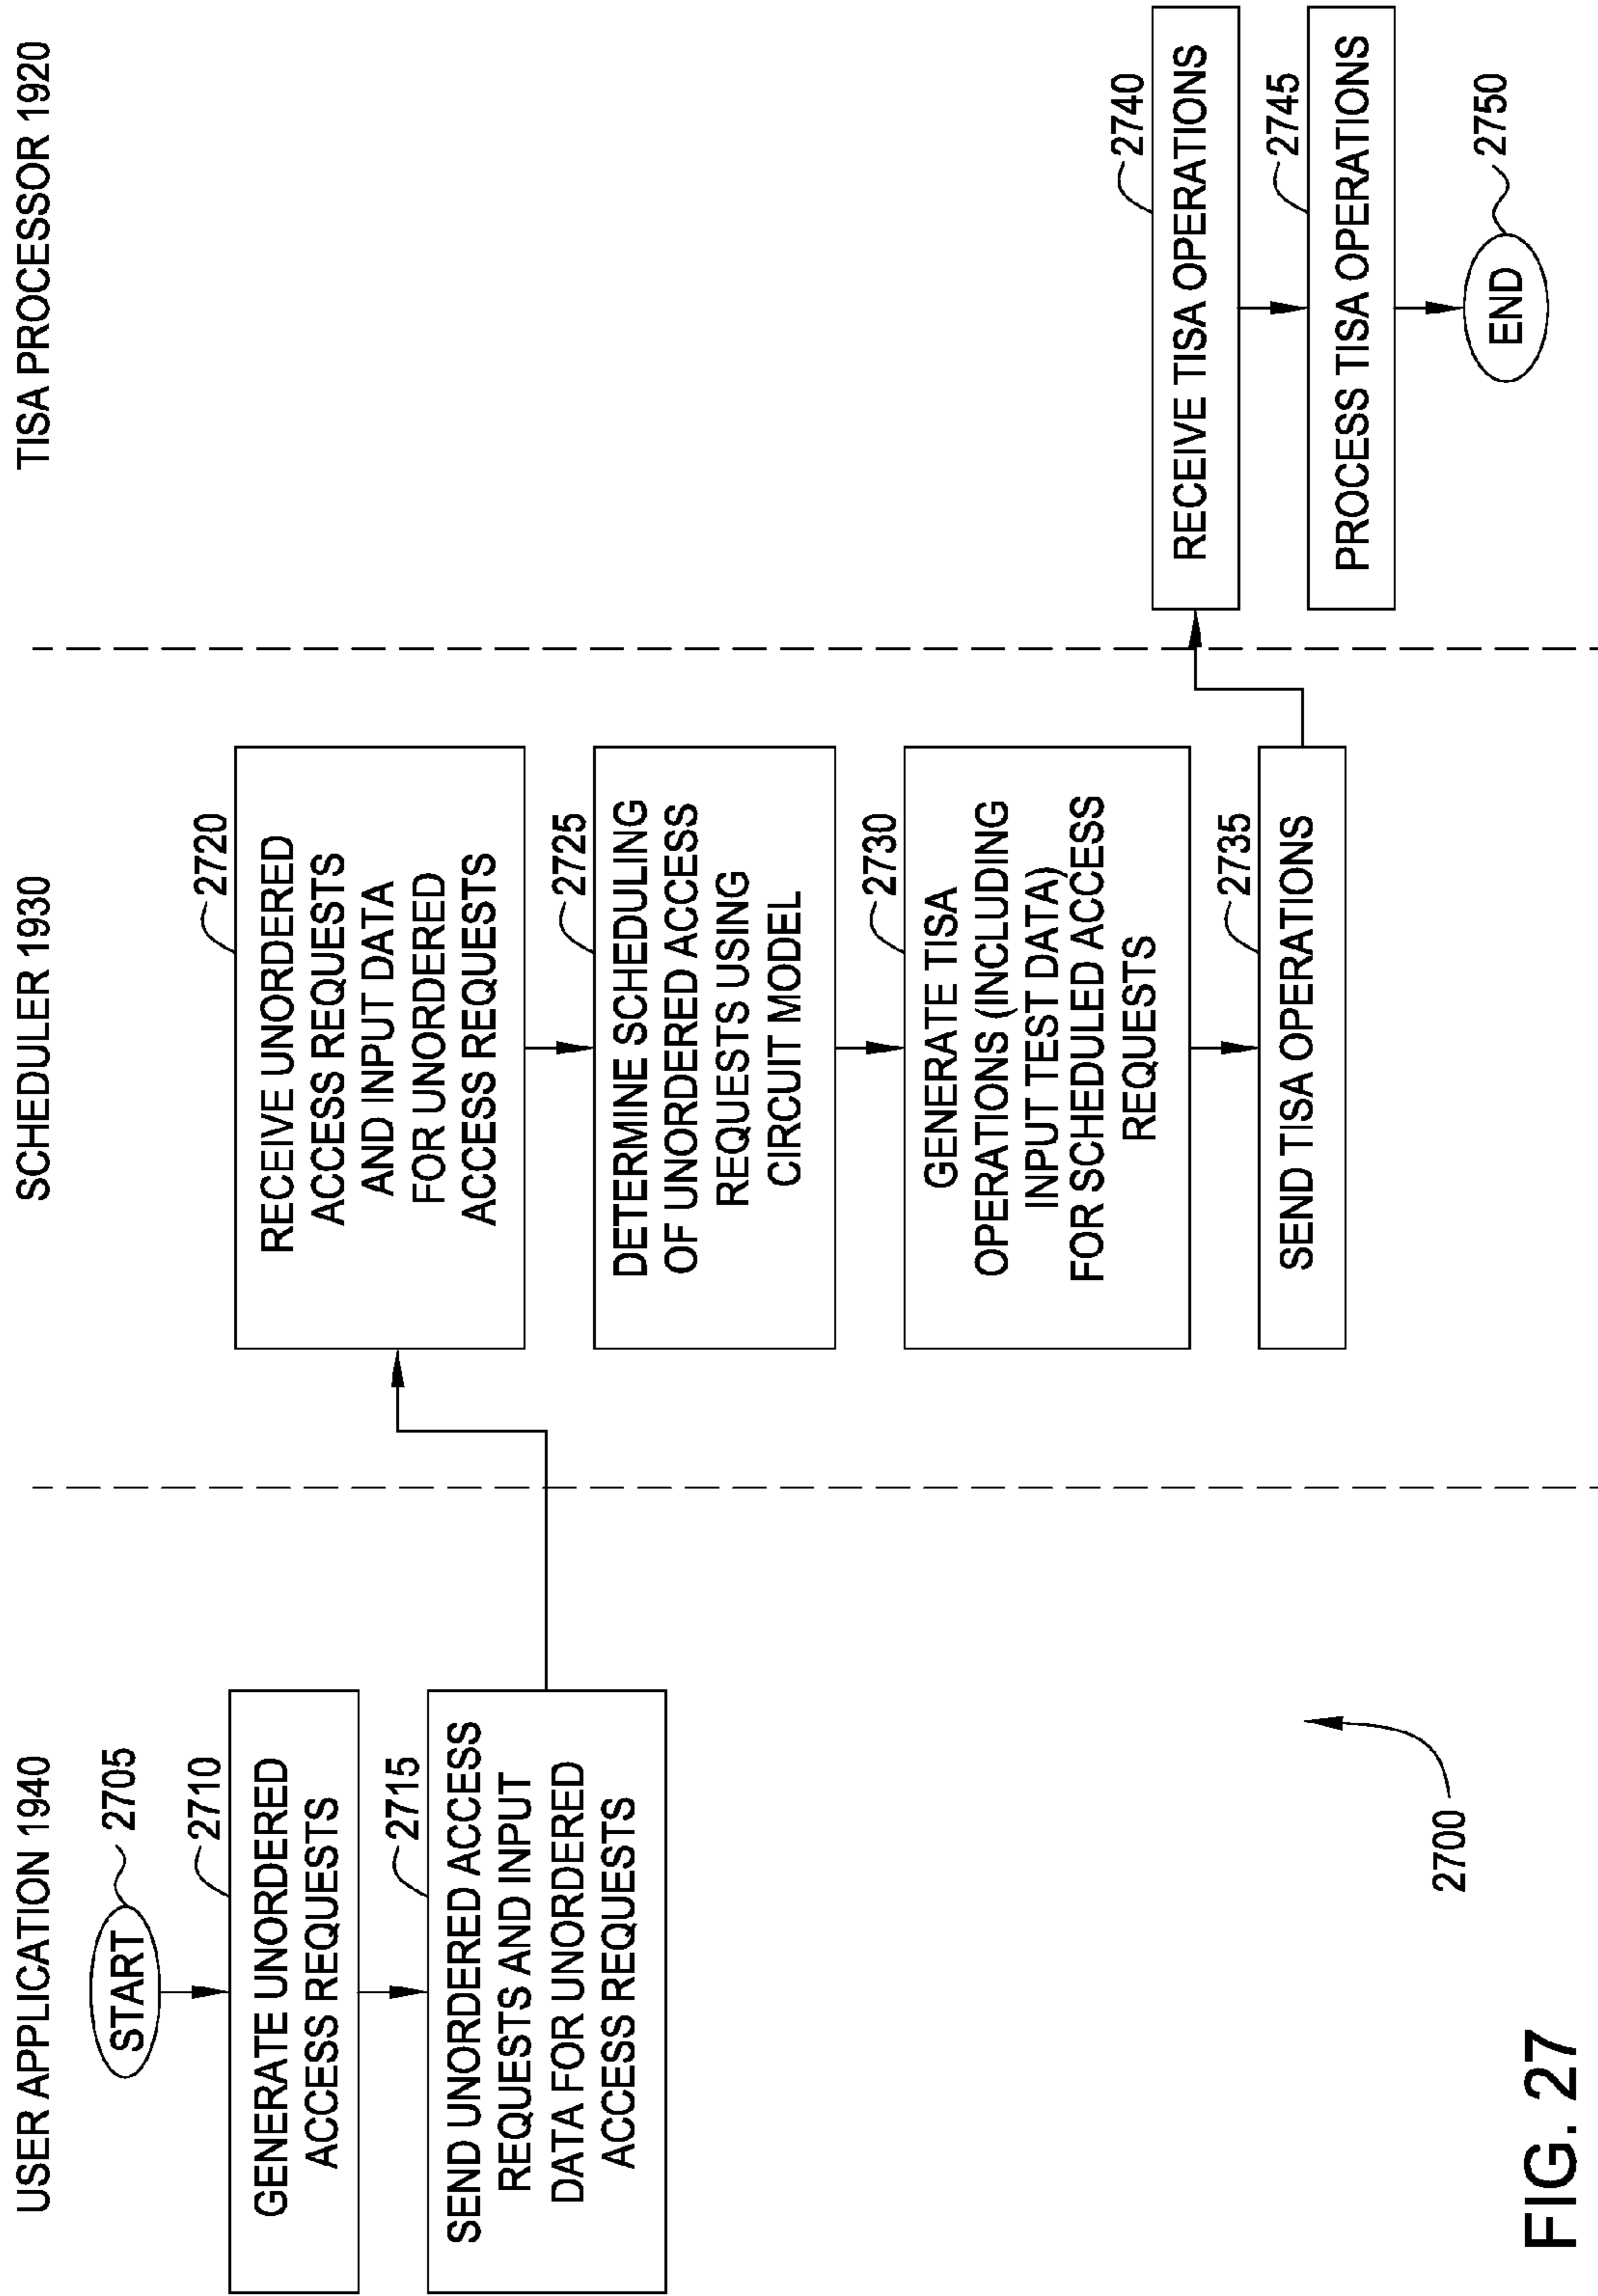 USER APPLICATION 1940
START
2705
2710
GENERATE UNORDERED
ACCESS REQUESTS
2715
SEND UNORDERED ACCESS
REQUESTS AND INPUT
DATA FOR UNORDERED
ACCESS REQUESTS
SCHEDULER 1930
2720
RECEIVE UNORDERED
ACCESS REQUESTS
AND INPUT DATA
FOR UNORDERED
ACCESS REQUESTS
2725
DETERMINE SCHEDULING
OF UNORDERED ACCESS
REQUESTS USING
CIRCUIT MODEL
2730
GENERATE TISA
OPERATIONS (INCLUDING
INPUT TEST DATA)
FOR SCHEDULED ACCESS
REQUESTS
2735
SEND TISA OPERATIONS
TISA PROCESSOR 1920
2740
RECEIVE TISA OPERATIONS
2745
PROCESS TISA OPERATIONS
END
2750
2700
FIG. 27